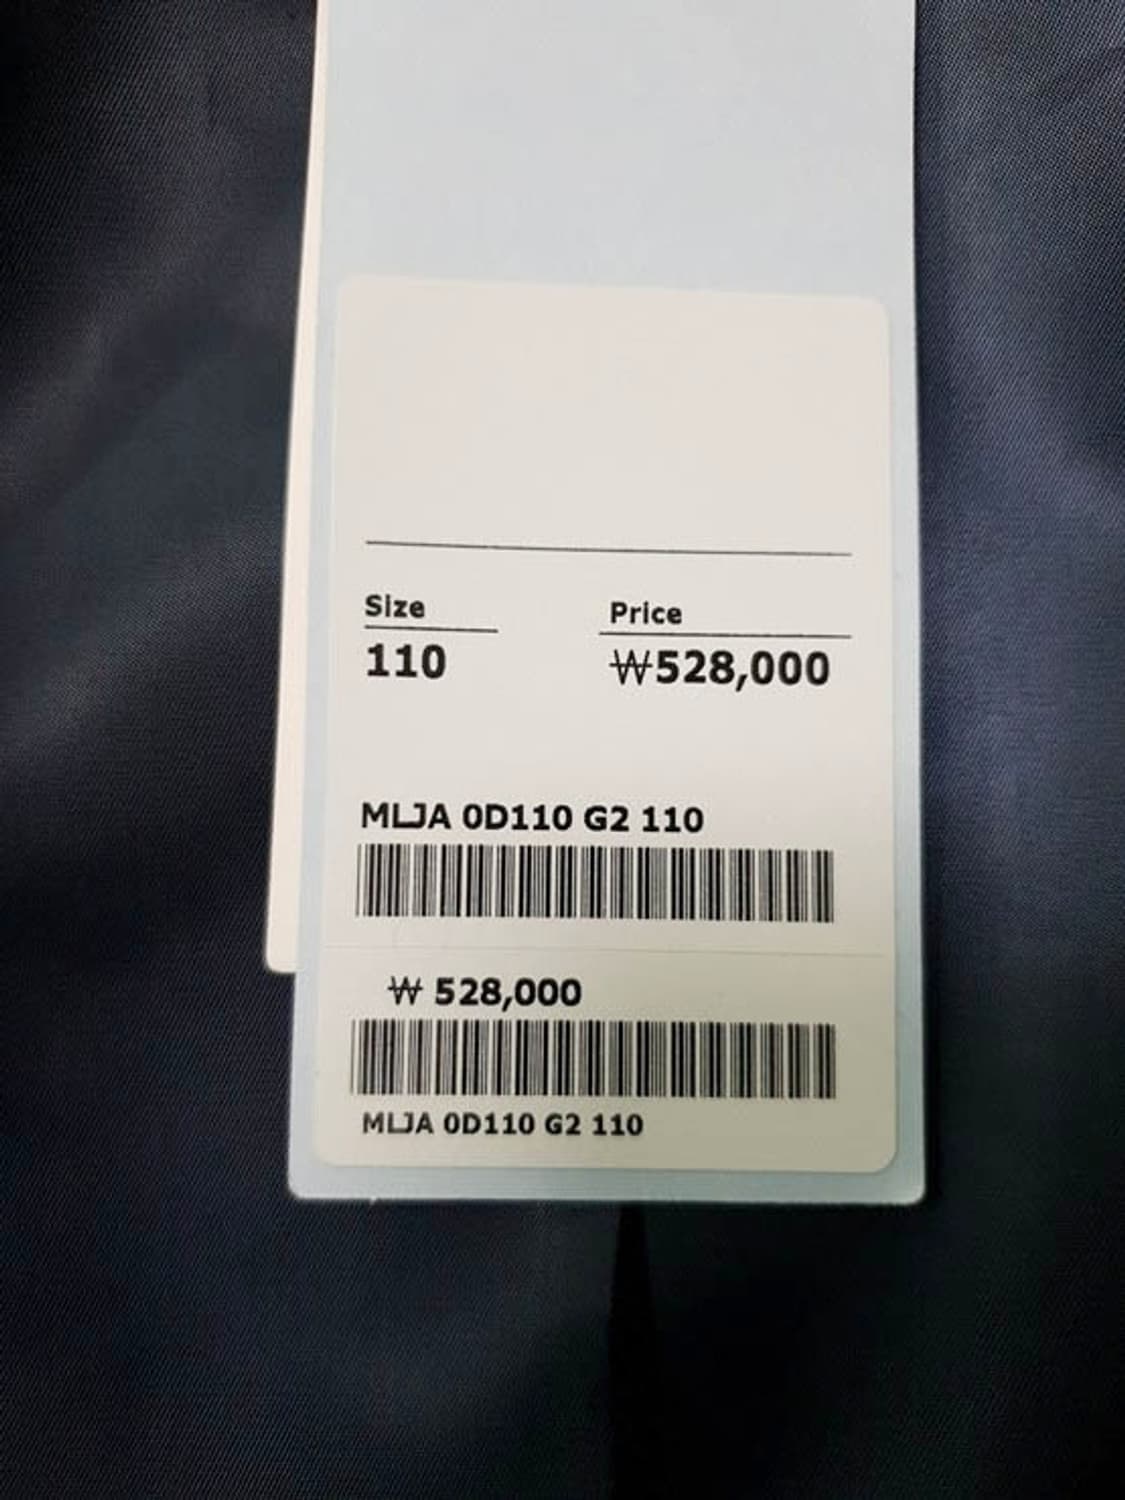 Size Price
110 ₩528,000
MLJA 0D110 G2 110
₩ 528,000
MLJA 0D110 G2 110